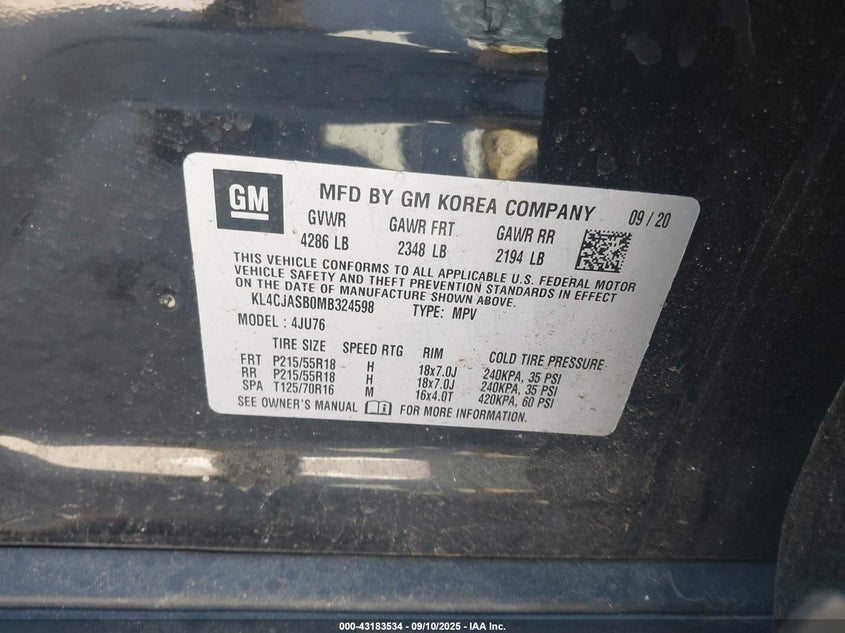 GM
MFD BY GM KOREA COMPANY 09/20
GVWR GAWR FRT GAWR RR
4286 LB 2348 LB 2194 LB
THIS VEHICLE CONFORMS TO ALL APPLICABLE U.S. FEDERAL MOTOR
VEHICLE SAFETY AND THEFT PREVENTION STANDARDS IN EFFECT
ON THE DATE OF MANUFACTURE SHOWN ABOVE.
KL4CJASB0MB324598 TYPE: MPV
MODEL : 4JU76
TIRE SIZE SPEED RTG RIM COLD TIRE PRESSURE
FRT P215/55R18 H 18x7.0J 240KPA, 35 PSI
RR P215/55R18 H 18x7.0J 240KPA, 35 PSI
SPA T125/70R16 M 16x4.0T 420KPA, 60 PSI
SEE OWNER'S MANUAL FOR MORE INFORMATION.
000-43183534 - 09/10/2025 - IAA Inc.